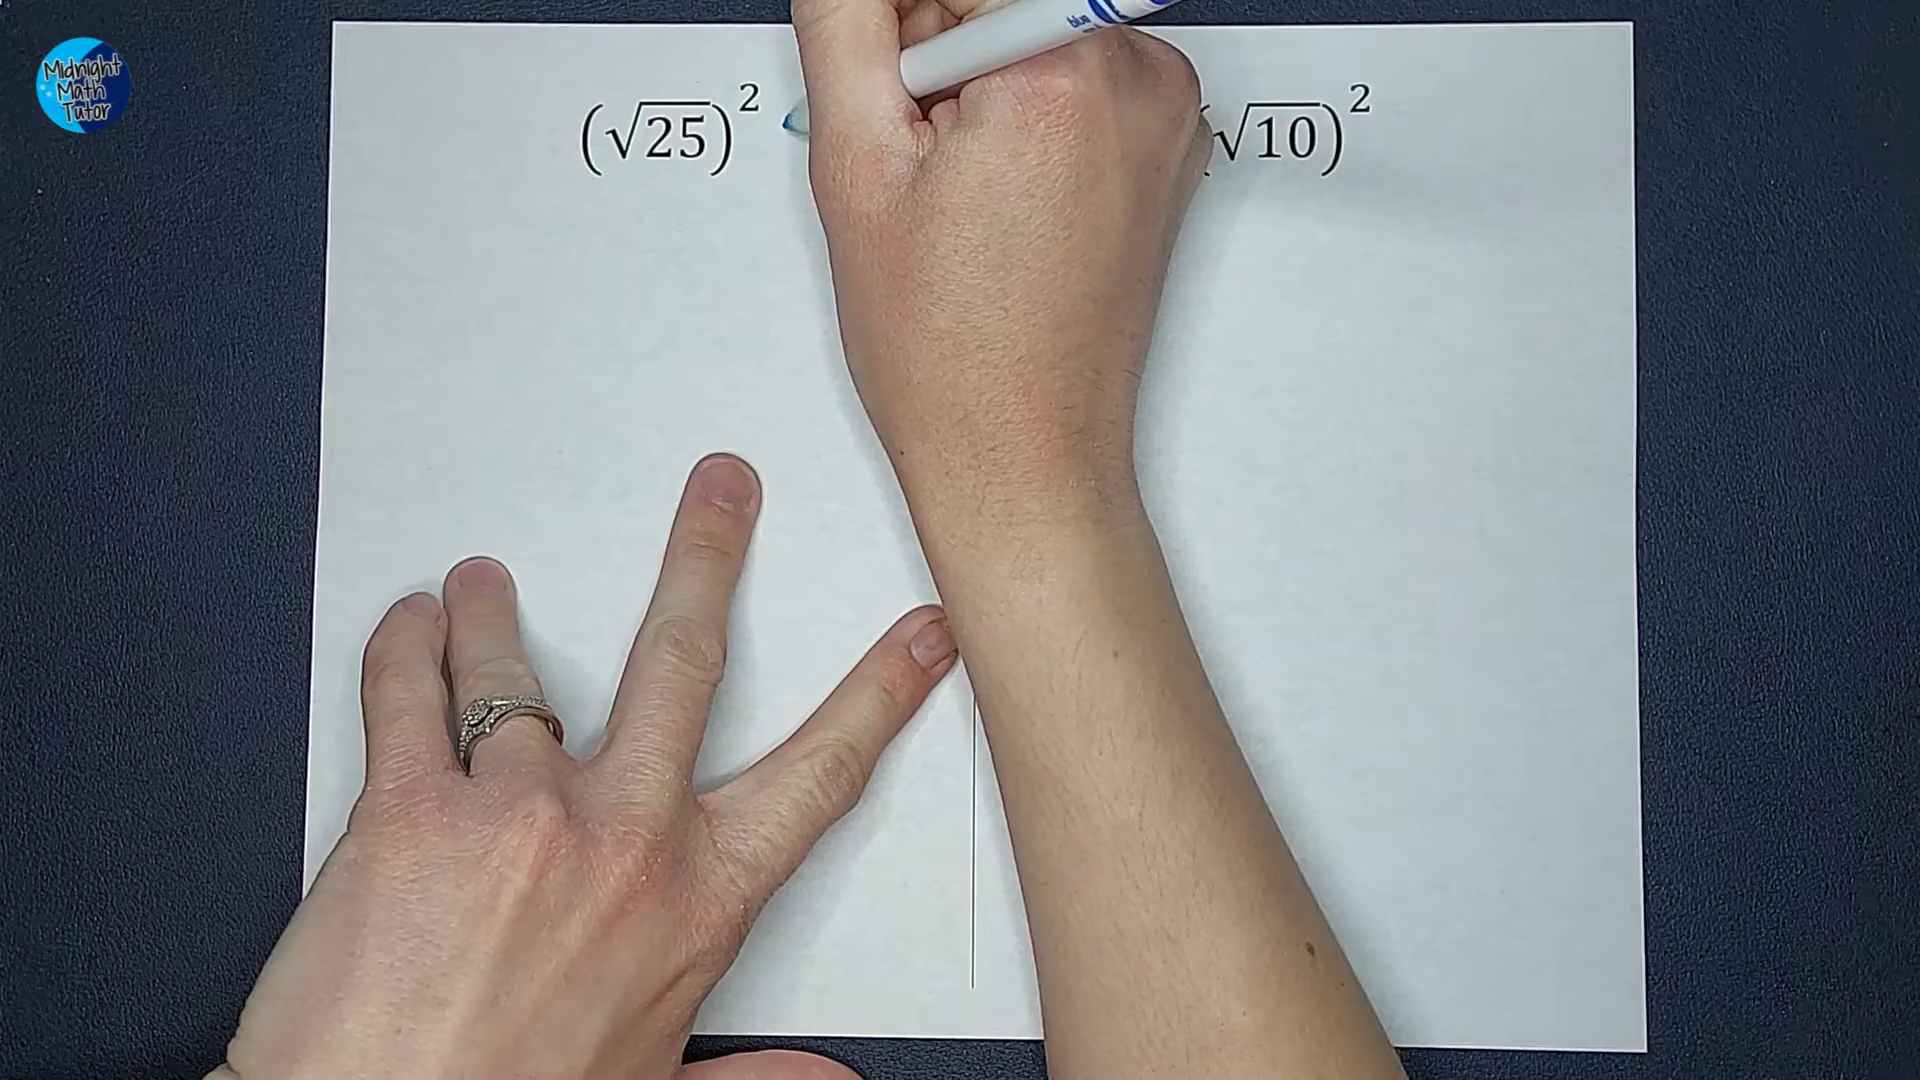 Midnight
Math
Tutor
blue
(√25)²
(√10)²